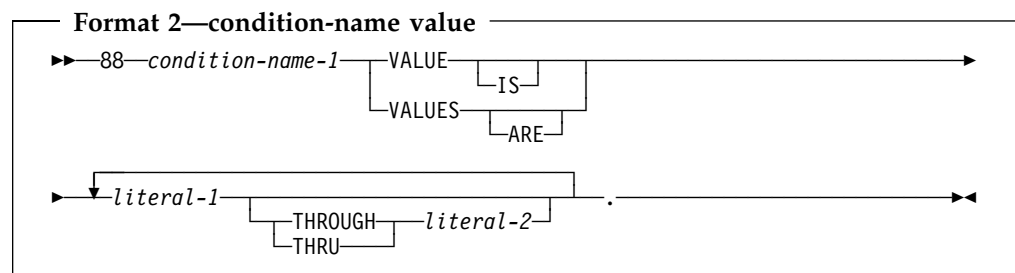 Format 2—condition-name value
88 condition-name-1 VALUE
IS
VALUES
ARE
literal-1 .
THROUGH literal-2
THRU